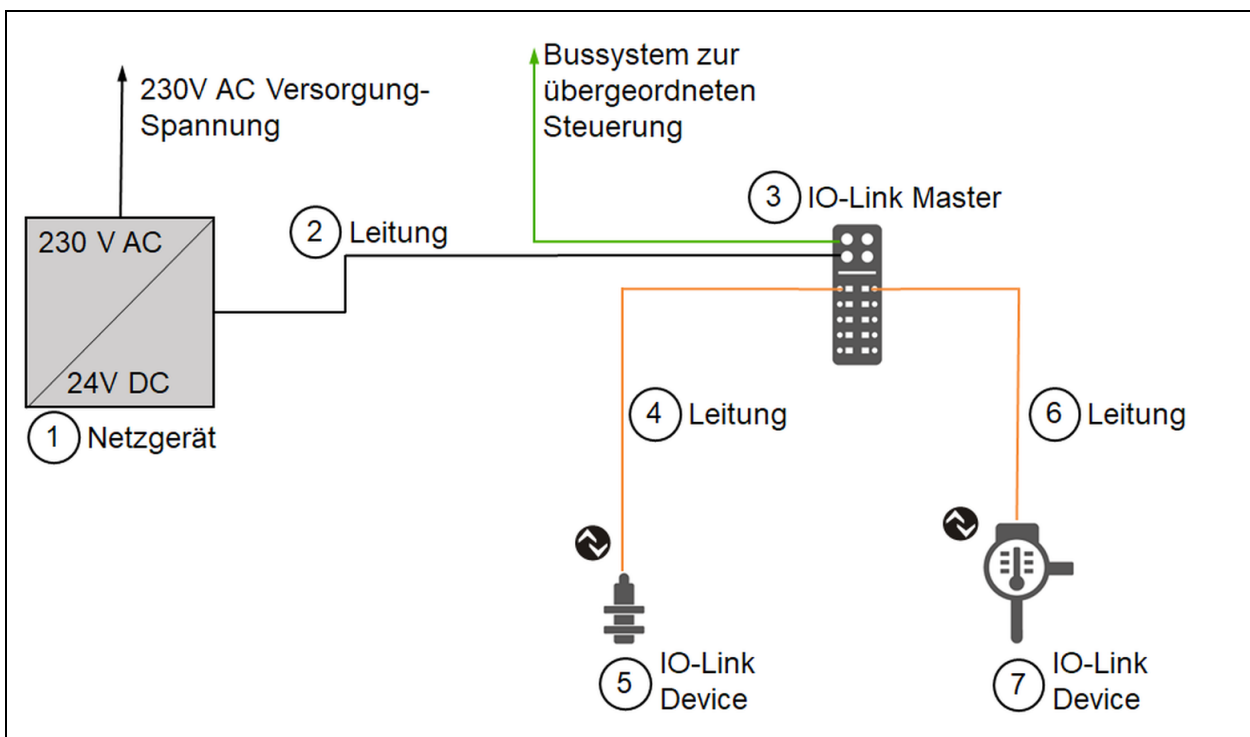 230V AC Versorgung-
Spannung
Bussystem zur
übergeordneten
Steuerung
3 IO-Link Master
230 V AC
2 Leitung
24V DC
1 Netzgerät
4 Leitung
6 Leitung
5 IO-Link
Device
7 IO-Link
Device